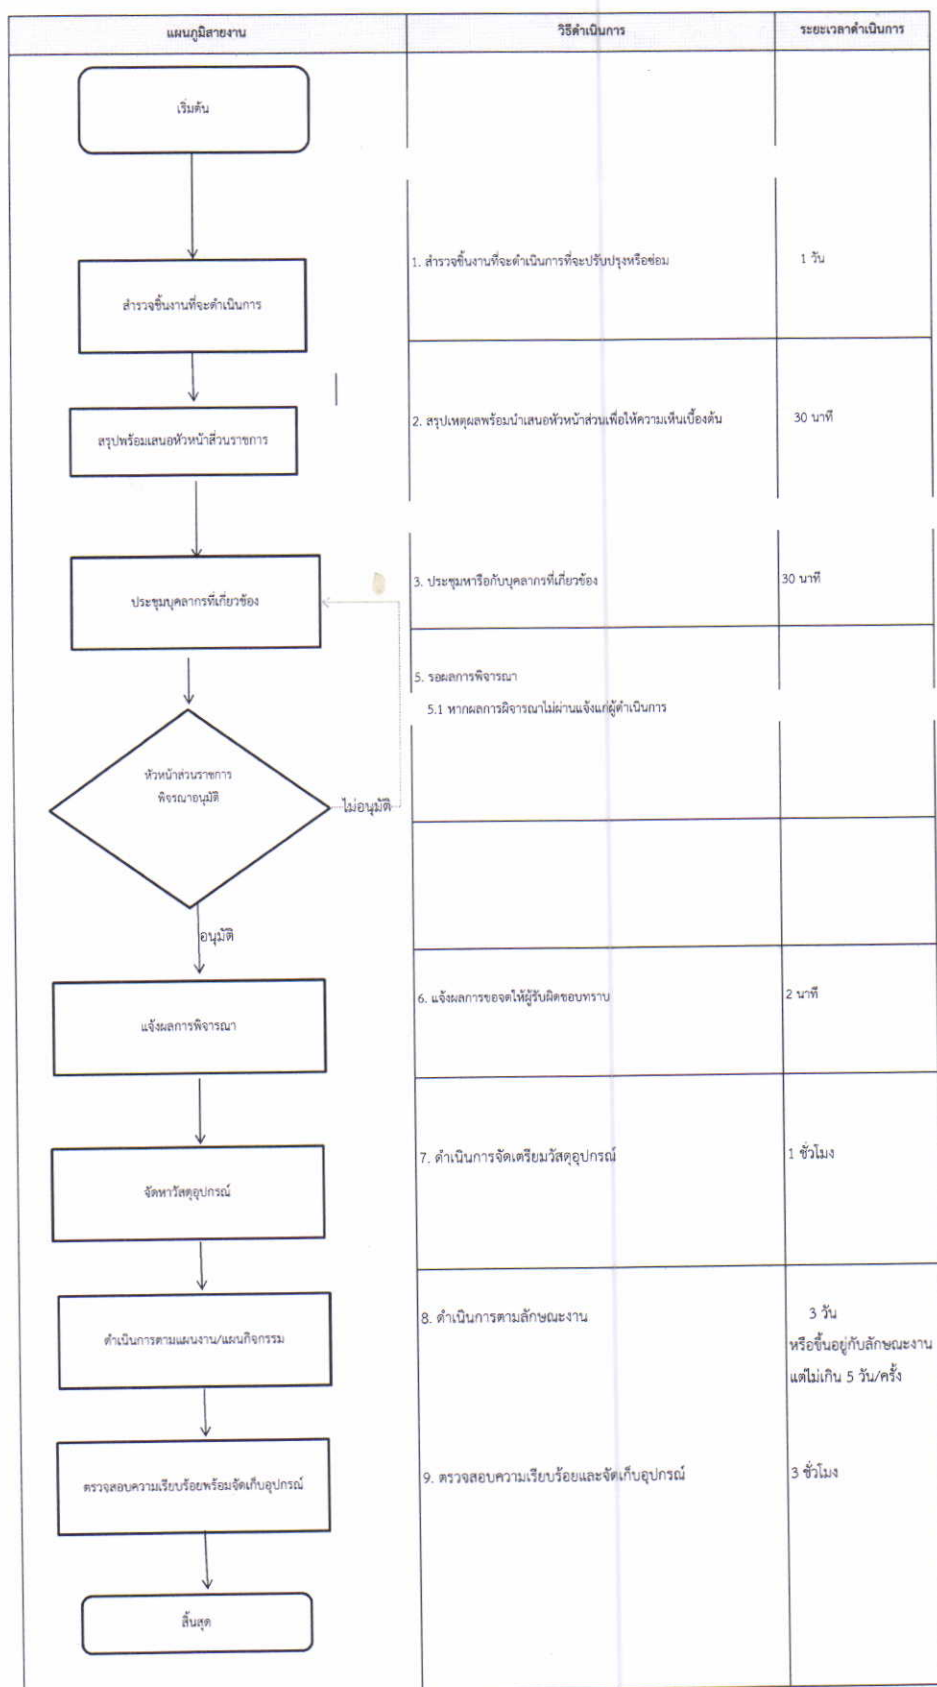 แผนภูมิสายงาน วิธีดำเนินการ ระยะเวลาดำเนินการ
เริ่มต้น
1. สำรวจชิ้นงานที่จะดำเนินการที่จะปรับปรุงหรือซ่อม 1 วัน
สำรวจชิ้นงานที่จะดำเนินการ
2. สรุปเหตุผลพร้อมนำเสนอหัวหน้าส่วนเพื่อให้ความเห็นเบื้องต้น 30 นาที
สรุปพร้อมเสนอหัวหน้าส่วนราชการ
3. ประชุมหารือกับบุคลากรที่เกี่ยวข้อง 30 นาที
ประชุมบุคลากรที่เกี่ยวข้อง
5. รอผลการพิจารณา
5.1 หากผลการผิจารณาไม่ผ่านแจ้งแก่ผู้ดำเนินการ
หัวหน้าส่วนราชการ
พิจรณาอนุมัติ
ไม่อนุมัติ
อนุมัติ
6. แจ้งผลการขอจดให้ผู้รับผิดชอบทราบ 2 นาที
แจ้งผลการพิจารณา
7. ดำเนินการจัดเตรียมวัสดุอุปกรณ์ 1 ชั่วโมง
จัดหาวัสดุอุปกรณ์
8. ดำเนินการตามลักษณะงาน 3 วัน
ดำเนินการตามแผนงาน/แผนกิจกรรม หรือขึ้นอยู่กับลักษณะงาน
แต่ไม่เกิน 5 วัน/ครั้ง
9. ตรวจสอบความเรียบร้อยและจัดเก็บอุปกรณ์ 3 ชั่วโมง
ตรวจสอบความเรียบร้อยพร้อมจัดเก็บอุปกรณ์
สิ้นสุด